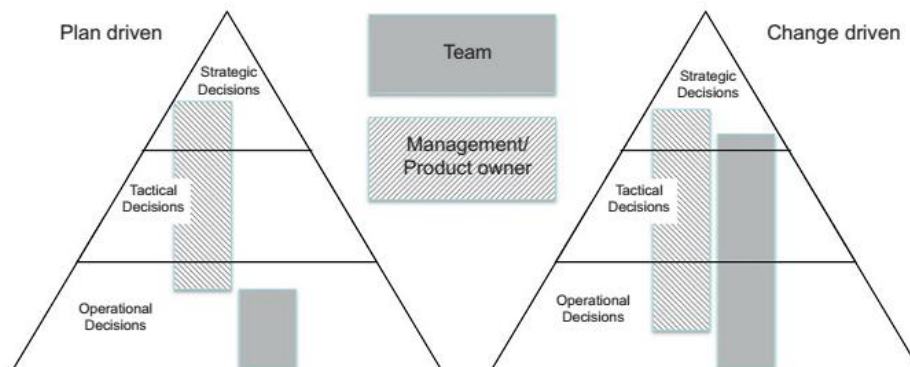 Plan driven
Team
Change driven
Strategic
Decisions
Strategic
Decisions
Management/
Product owner
Tactical
Decisions
Tactical
Decisions
Operational
Decisions
Operational
Decisions